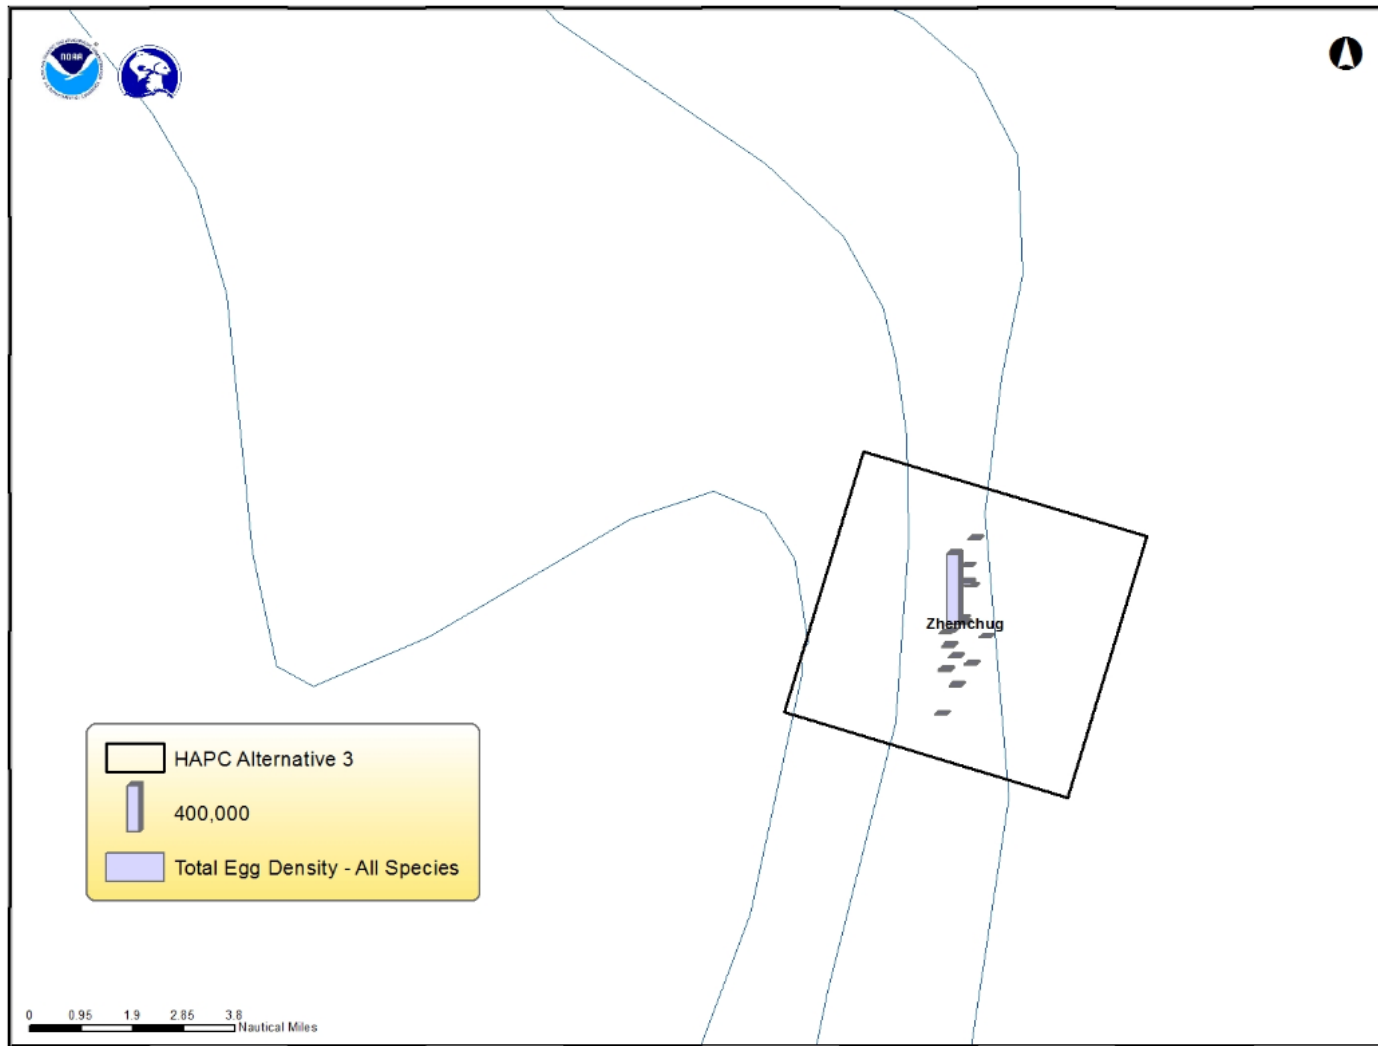 NOAA
Zhemchug
HAPC Alternative 3
400,000
Total Egg Density - All Species
0 0.95 1.9 2.85 3.8
Nautical Miles